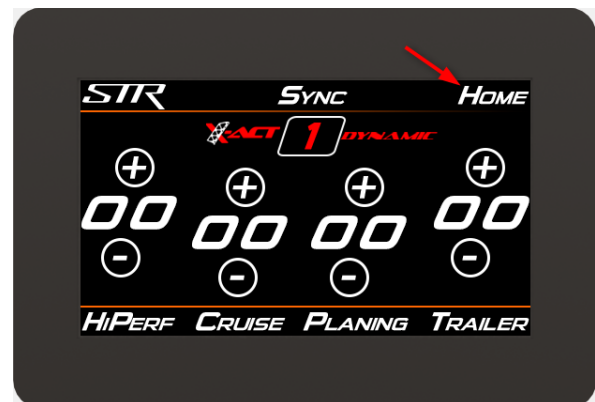 STR SYNC HOME
X-ACT 1 DYNAMIC
+ + + +
00 00 00 00
- - - -
HIPERF CRUISE PLANING TRAILER